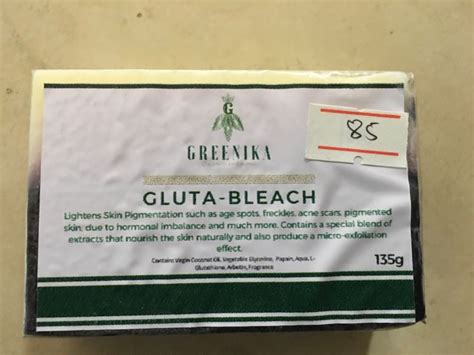 G
GREENIKA
85
GLUTA-BLEACH
Lightens Skin Pigmentation such as age spots, freckles, acne scars, pigmented
skin, due to hormonal imbalance and much more. Contains a special blend of
extracts that nourish the skin naturally and also produce a micro-exfoliation
effect.
Contains Virgin Coconut Oil, Vegetable Glycerine, Papain, Aqua, L-
Glutathione, Arbutin, Fragrance
135g